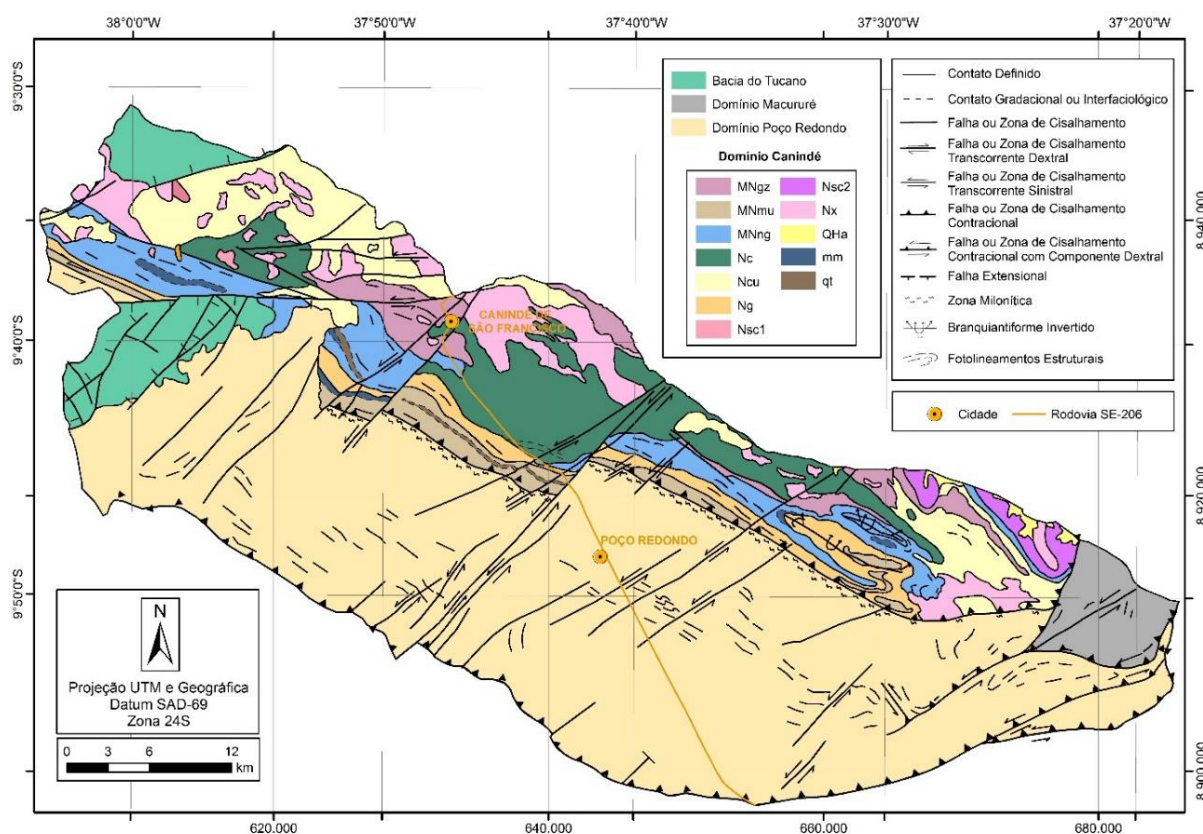 38°0'0"W
37°50'0"W
37°40'0"W
37°30'0"W
37°20'0"W
9°30'0"S
9°40'0"S
9°50'0"S
8.940.000
8.920.000
8.900.000
620.000
640.000
660.000
680.000
Bacia do Tucano
Domínio Macururé
Domínio Poço Redondo
Domínio Canindé
MNgz
MNmu
MNng
Nc
Ncu
Ng
Nsc1
Nsc2
Nx
QHa
mm
qt
Contato Definido
Contato Gradacional ou Interfaciológico
Falha ou Zona de Cisalhamento
Falha ou Zona de Cisalhamento
Transcorrente Dextral
Falha ou Zona de Cisalhamento
Transcorrente Sinistral
Falha ou Zona de Cisalhamento
Contracional
Falha ou Zona de Cisalhamento
Contracional com Componente Dextral
Falha Extensional
Zona Milonítica
Branquiantiforme Invertido
Fotolineamentos Estruturais
Cidade
Rodovia SE-206
CANINDÉ DE
SÃO FRANCISCO
POÇO REDONDO
N
Projeção UTM e Geográfica
Datum SAD-69
Zona 24S
0 3 6 12
km